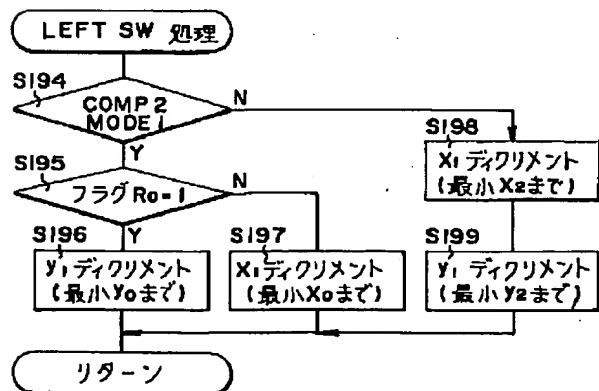 LEFT SW 処理
S194
COMP 2
MODE 1
N
Y
S195
フラグ R0=1
N
Y
S196
y1 ディクリメント
(最小 y0まで)
S197
x1 ディクリメント
(最小 x0まで)
S198
x1 ディクリメント
(最小 x2まで)
S199
y1 ディクリメント
(最小 y2まで)
リターン